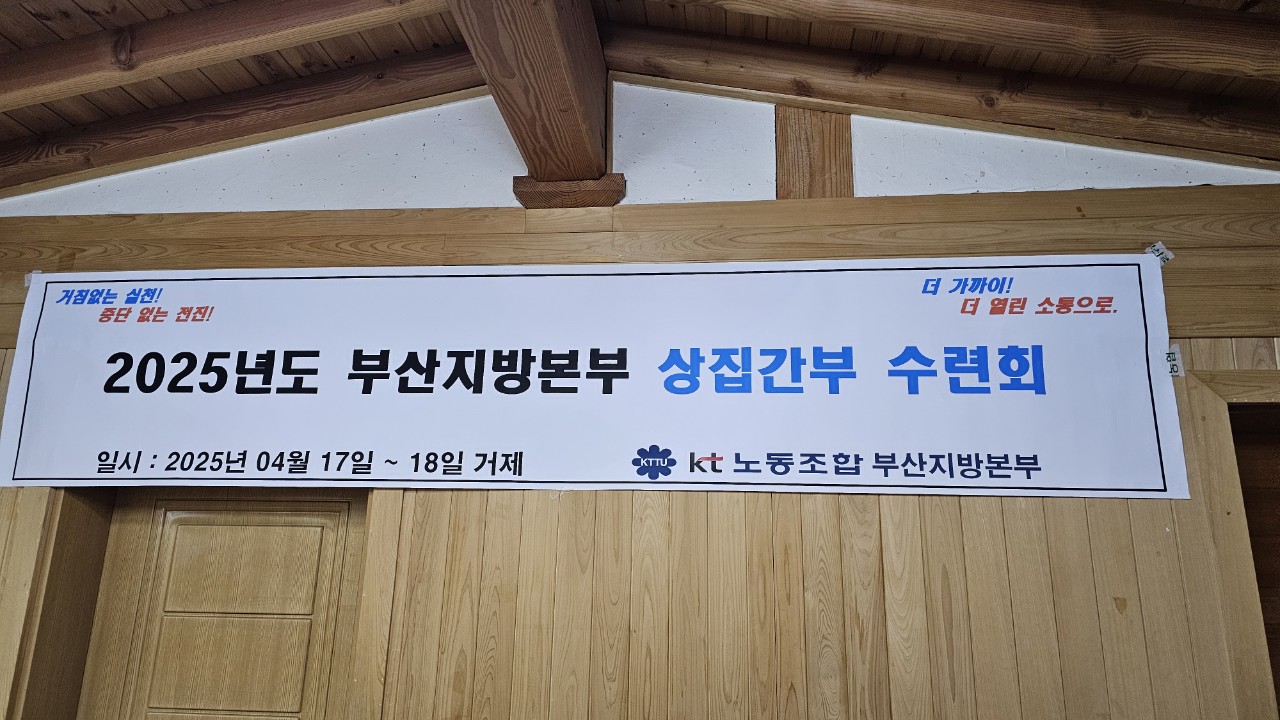 거침없는 실천!
중단 없는 전진!
더 가까이!
더 열린 소통으로.
2025년도 부산지방본부 상집간부 수련회
일시 : 2025년 04월 17일 ~ 18일 거제
KTTU kt 노동조합 부산지방본부